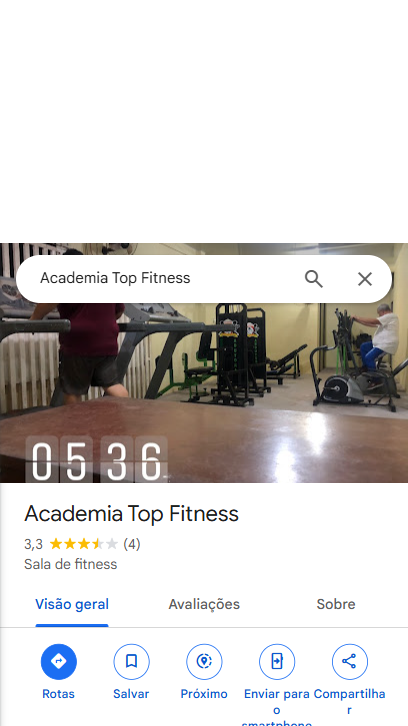 Academia Top Fitness
05 36
Academia Top Fitness
3,3 (4)
Sala de fitness
Visão geral
Avaliações
Sobre
Rotas
Salvar
Próximo
Enviar para o smartphone
Compartilhar